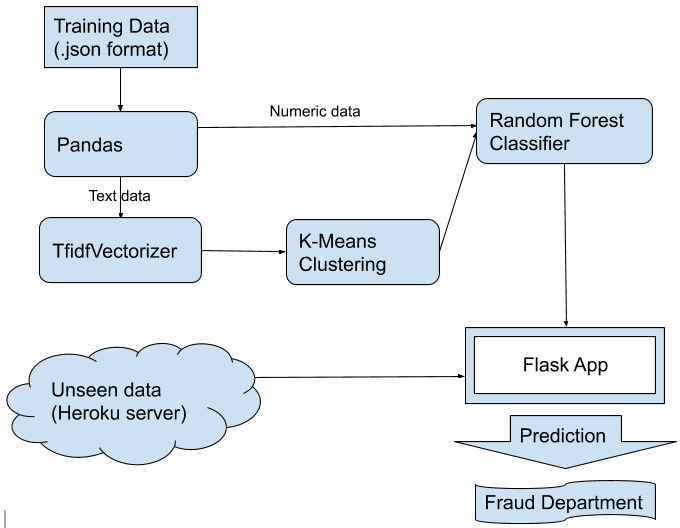 Training Data
(.json format)
Numeric data
Random Forest
Classifier
Pandas
Text data
TfidfVectorizer
K-Means
Clustering
Flask App
Unseen data
(Heroku server)
Prediction
Fraud Department